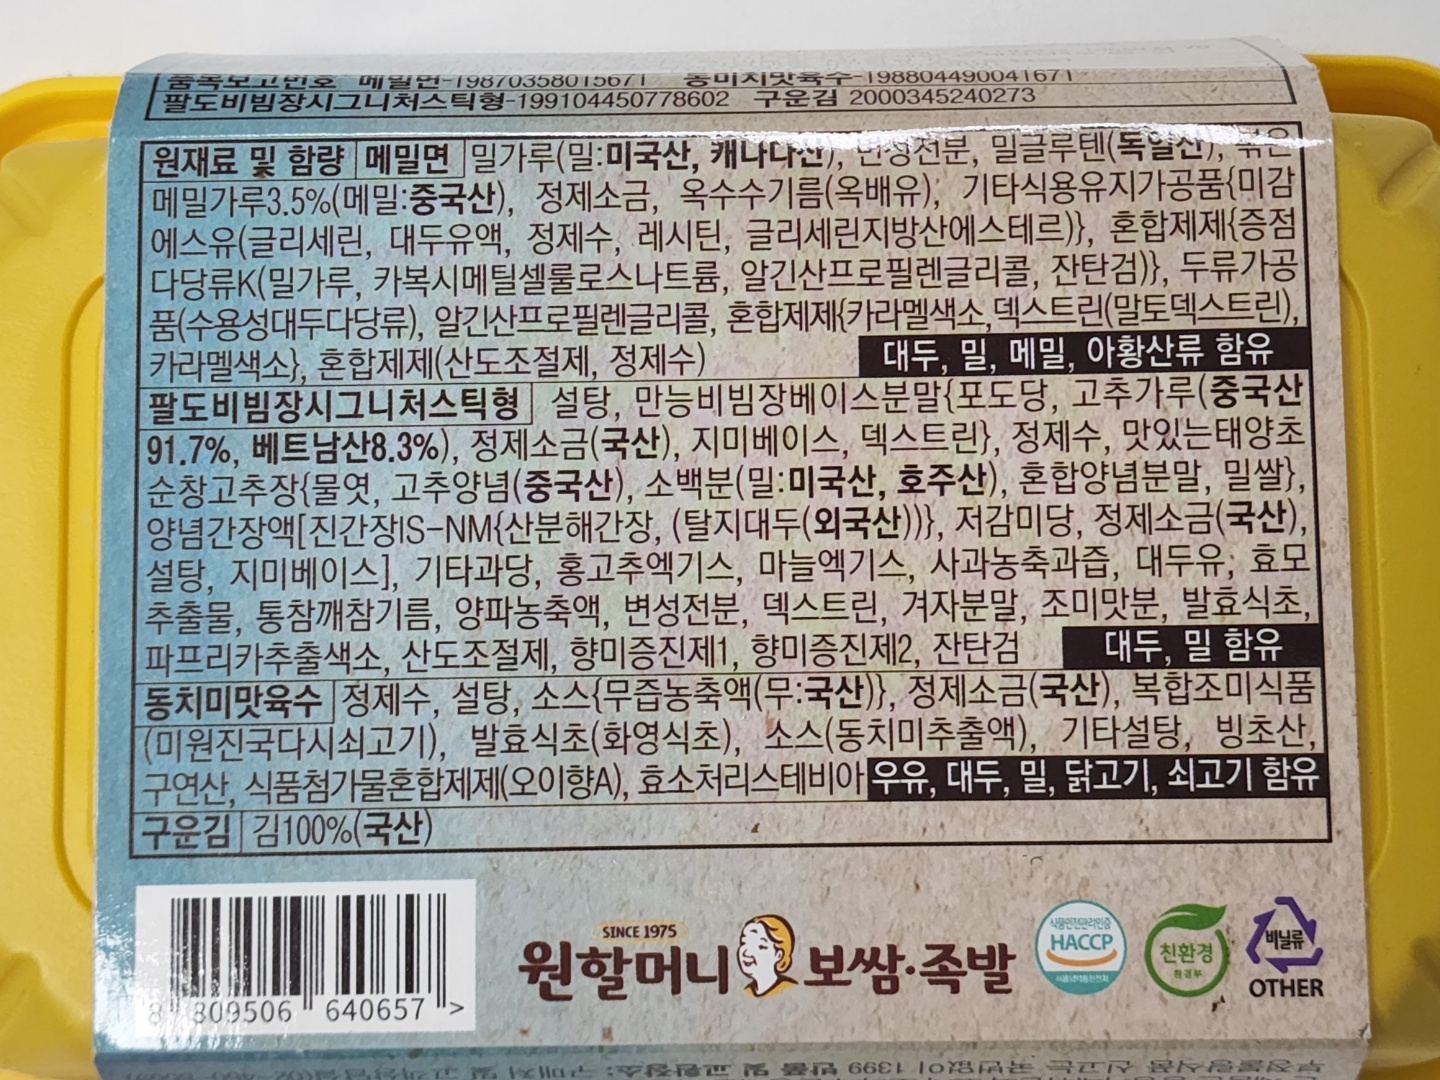 품목보고번호 메밀면-19870358015671 동미치맛육수-198804490041671
팔도비빔장시그니처스틱형-199104450778602 구운김 2000345240273
원재료 및 함량 메밀면 밀가루(밀:미국산, 캐나다산), 변성전분, 밀글루텐(독일산), 볶은
메밀가루3.5%(메밀:중국산), 정제소금, 옥수수기름(옥배유), 기타식용유지가공품{미감
에스유(글리세린, 대두유액, 정제수, 레시틴, 글리세린지방산에스테르)}, 혼합제제{증점
다당류K(밀가루, 카복시메틸셀룰로스나트륨, 알긴산프로필렌글리콜, 잔탄검)}, 두류가공
품(수용성대두다당류), 알긴산프로필렌글리콜, 혼합제제{카라멜색소,덱스트린(말토덱스트린),
카라멜색소}, 혼합제제(산도조절제, 정제수) 대두, 밀, 메밀, 아황산류 함유
팔도비빔장시그니처스틱형 설탕, 만능비빔장베이스분말{포도당, 고추가루(중국산
91.7%, 베트남산8.3%), 정제소금(국산), 지미베이스, 덱스트린}, 정제수, 맛있는태양초
순창고추장{물엿, 고추양념(중국산), 소백분(밀:미국산, 호주산), 혼합양념분말, 밀쌀},
양념간장액[진간장IS-NM{산분해간장, (탈지대두(외국산))}, 저감미당, 정제소금(국산),
설탕, 지미베이스], 기타과당, 홍고추엑기스, 마늘엑기스, 사과농축과즙, 대두유, 효모
추출물, 통참깨참기름, 양파농축액, 변성전분, 덱스트린, 겨자분말, 조미맛분, 발효식초,
파프리카추출색소, 산도조절제, 향미증진제1, 향미증진제2, 잔탄검 대두, 밀 함유
동치미맛육수 정제수, 설탕, 소스{무즙농축액(무:국산)}, 정제소금(국산), 복합조미식품
(미원진국다시쇠고기), 발효식초(화영식초), 소스(동치미추출액), 기타설탕, 빙초산,
구연산, 식품첨가물혼합제제(오이향A), 효소처리스테비아 우유, 대두, 밀, 닭고기, 쇠고기 함유
구운김 김100%(국산)
8 809506 640657 >
SINCE 1975
원할머니 보쌈·족발
식품안전관리인증
HACCP
친환경
환경부
비닐류
OTHER